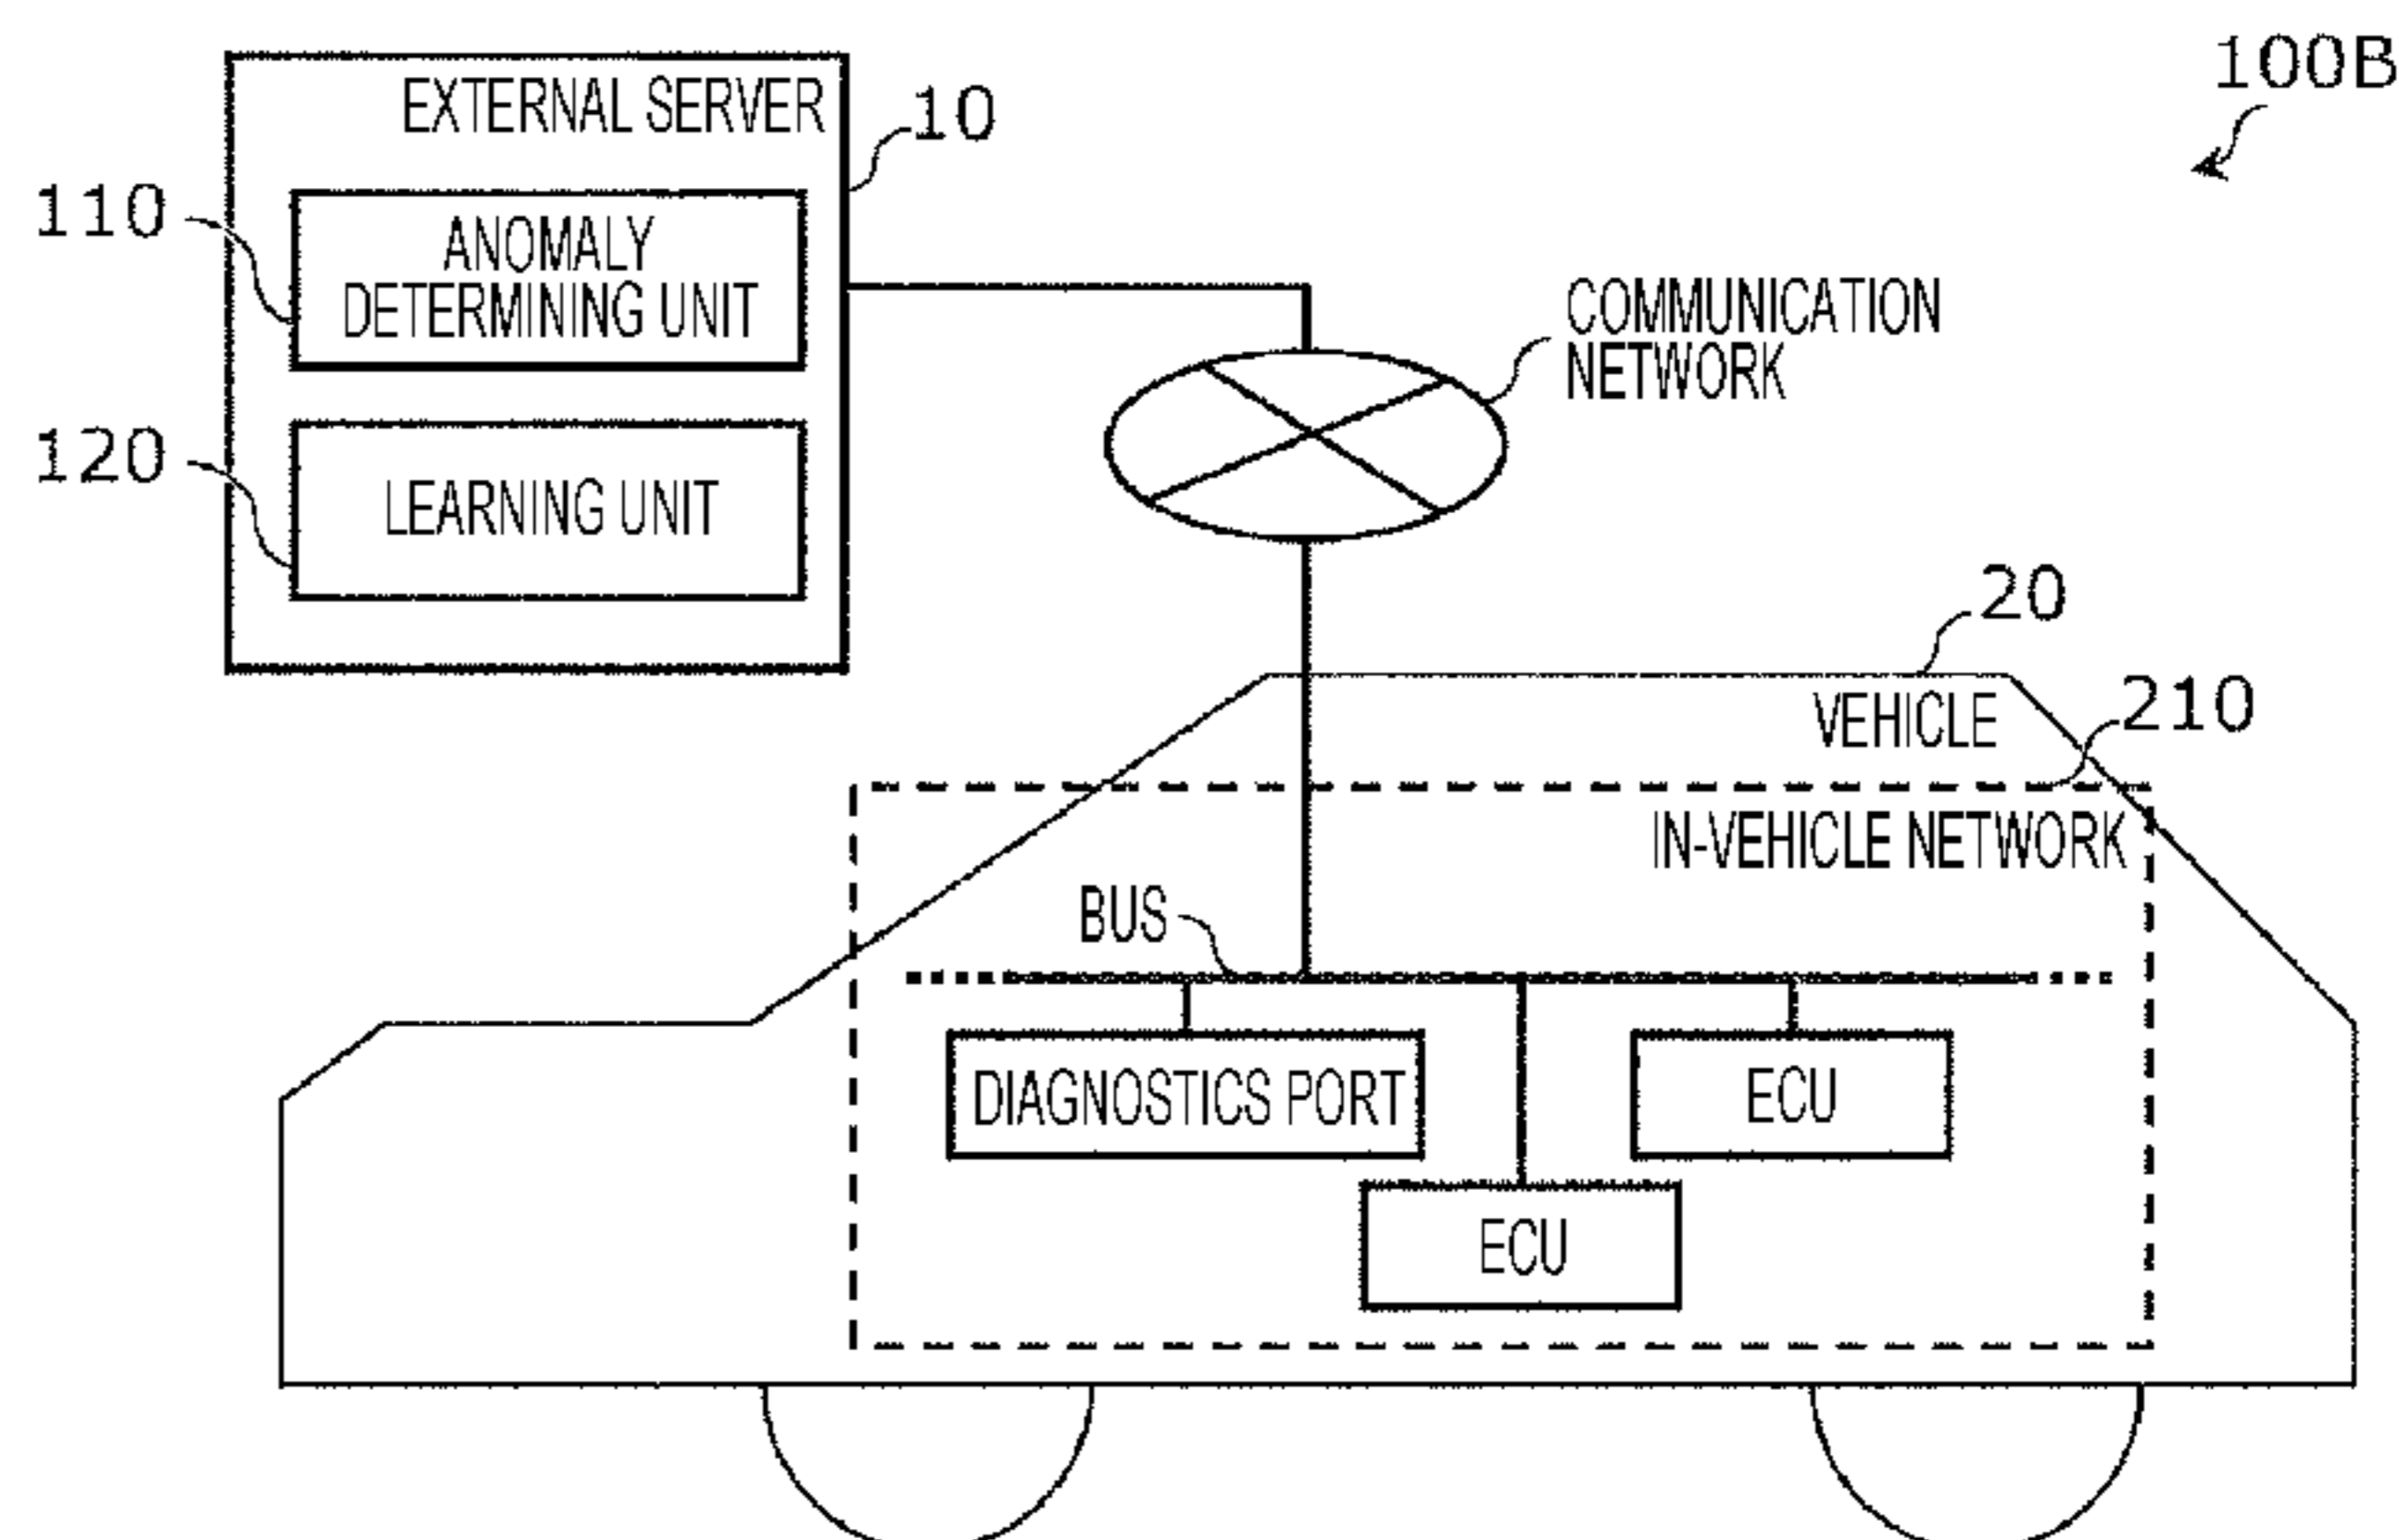 100B
EXTERNAL SERVER
10
110
ANOMALY
DETERMINING UNIT
120
LEARNING UNIT
COMMUNICATION
NETWORK
20
VEHICLE
210
IN-VEHICLE NETWORK
BUS
DIAGNOSTICS PORT
ECU
ECU